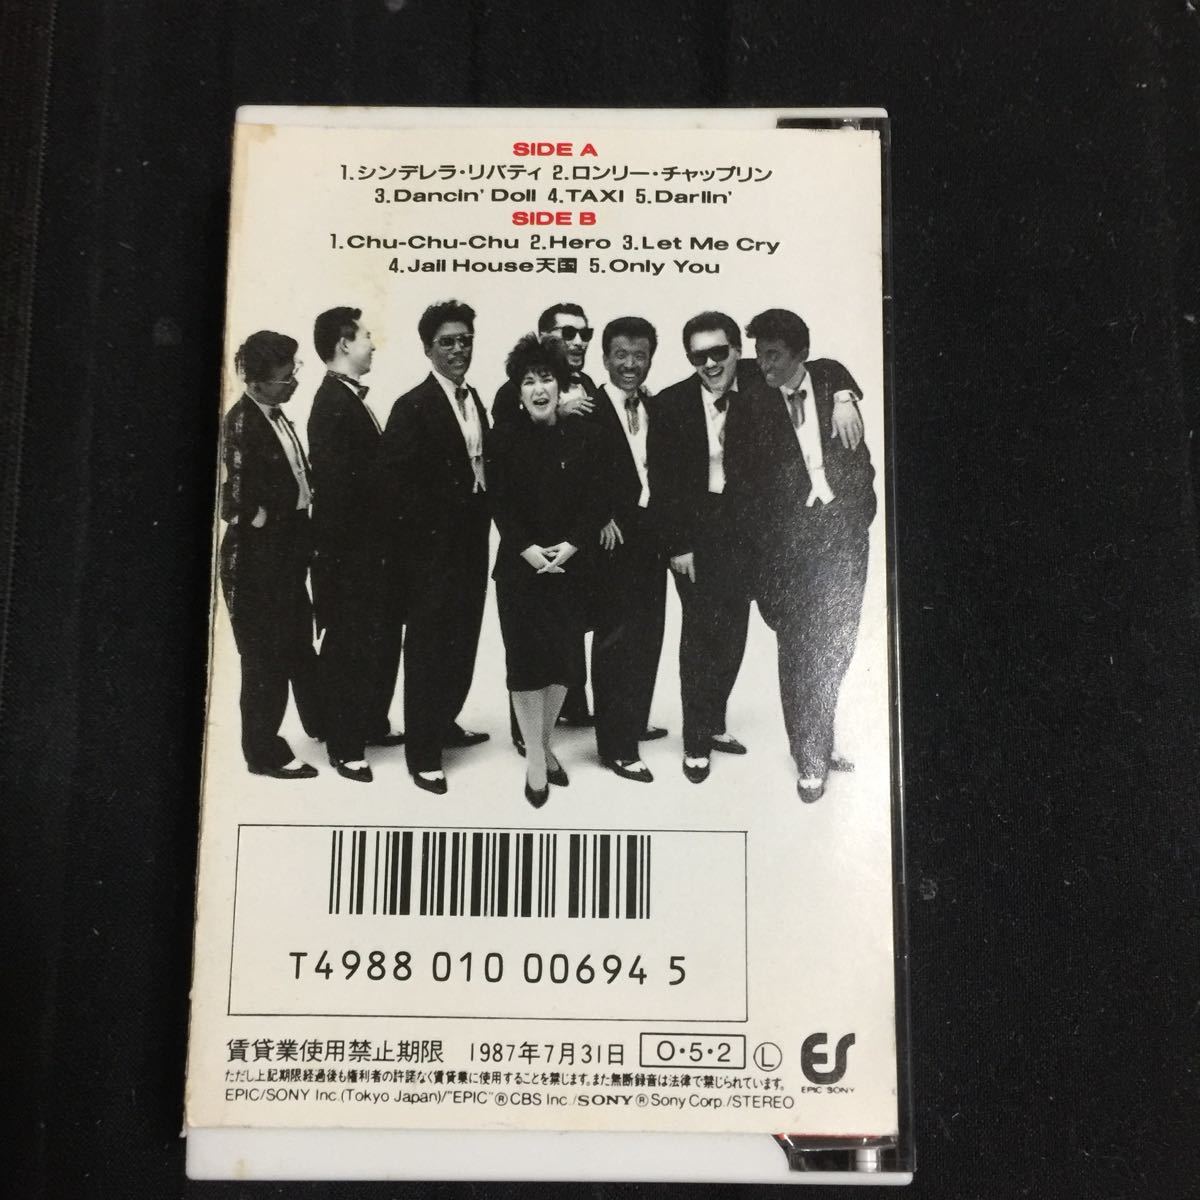 SIDE A
1.シンデレラ・リバティ 2.ロンリー・チャップリン
3.Dancin' Doll 4.TAXI 5.Darlin'
SIDE B
1.Chu-Chu-Chu 2.Hero 3.Let Me Cry
4.Jail House天国 5.Only You
T4988 010 00694 5
賃貸業使用禁止期限 1987年7月31日 O・5・2 Ⓛ
ただし上記期限経過後も権利者の許諾なく賃貸業に使用することを禁じます。また無断録音は法律で禁じられています。
EPIC/SONY Inc.(Tokyo Japan)/"EPIC"®CBS Inc./SONY®Sony Corp./STEREO
ES
EPIC SONY